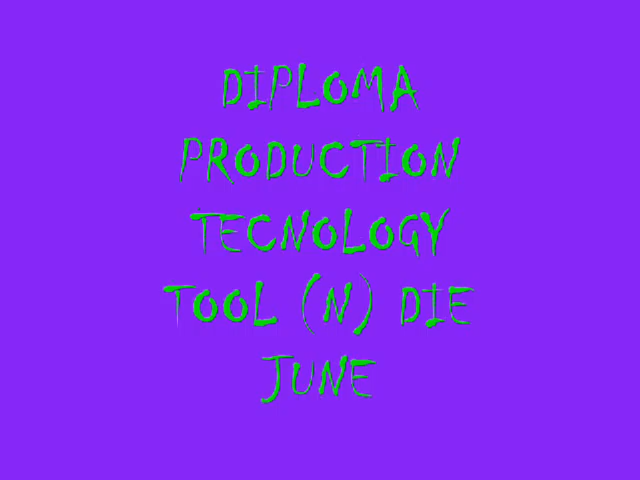 DIPLOMA
PRODUCTION
TECNOLOGY
TOOL (N) DIE
JUNE